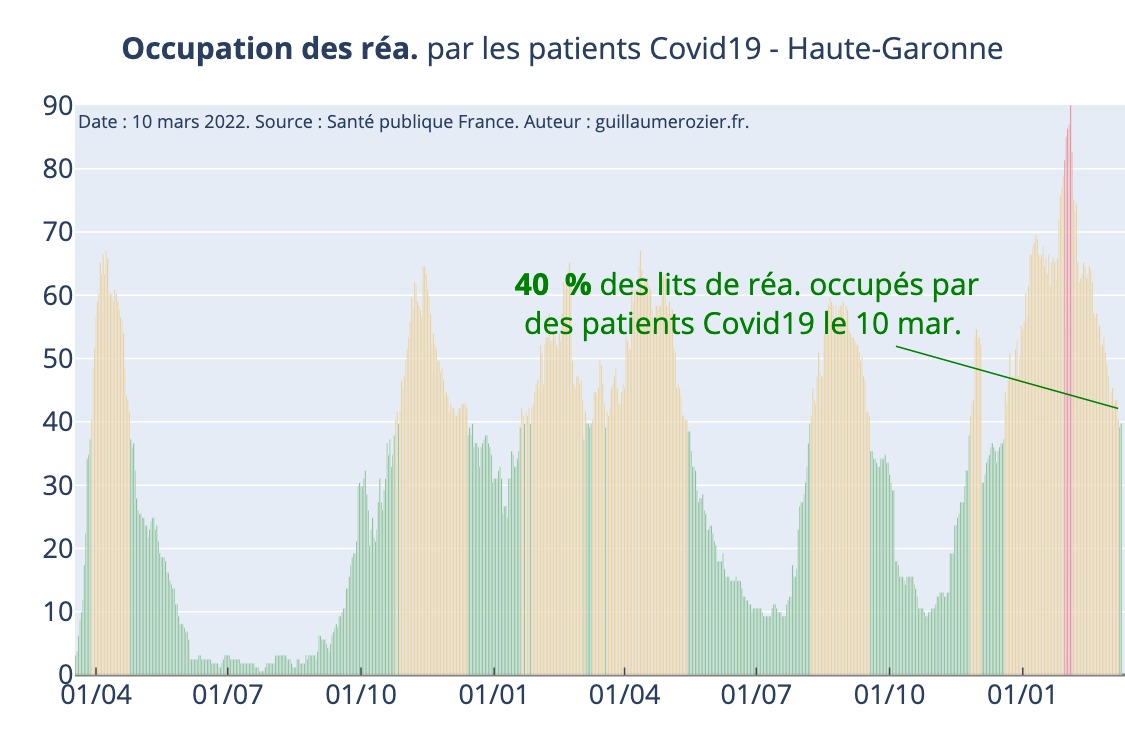 Occupation des réa. par les patients Covid19 - Haute-Garonne
90
Date : 10 mars 2022. Source : Santé publique France. Auteur : guillaumerozier.fr.
80
70
60
40 % des lits de réa. occupés par
des patients Covid19 le 10 mar.
50
40
30
20
10
0
01/04 01/07 01/10 01/01 01/04 01/07 01/10 01/01